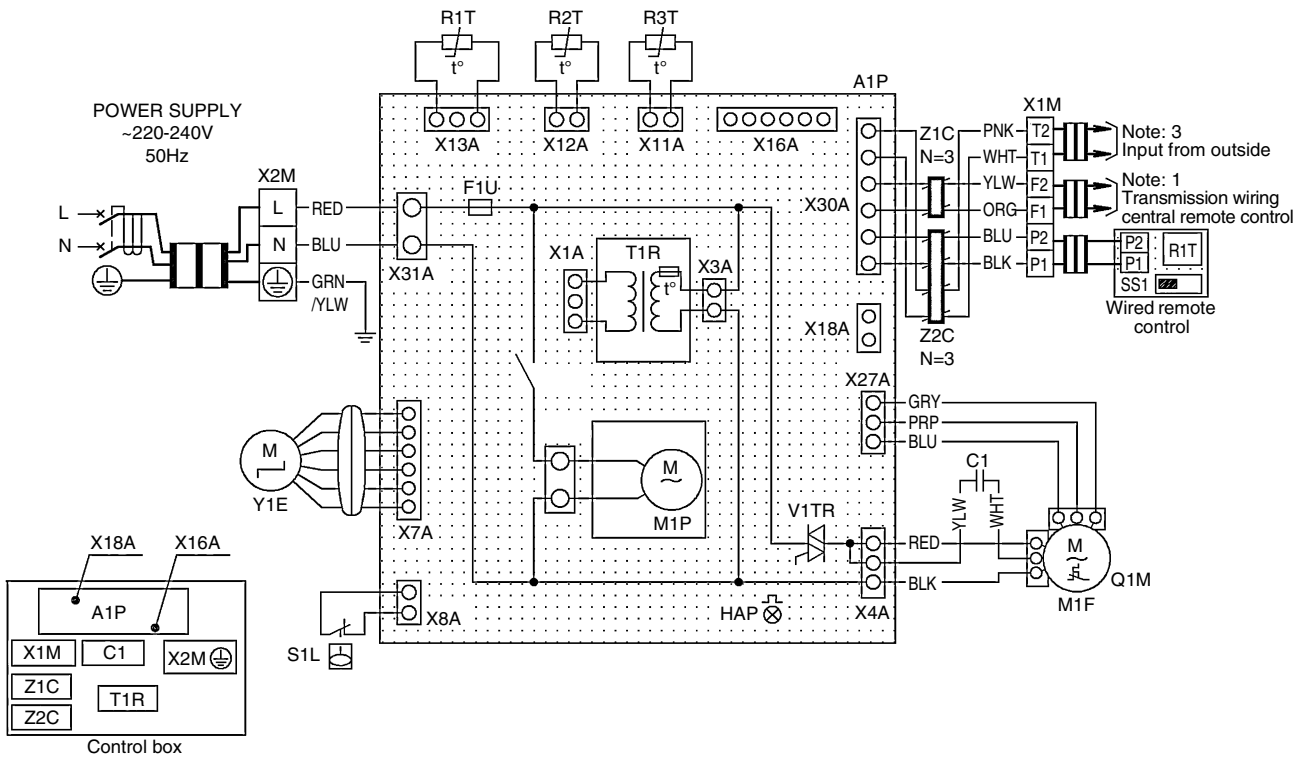 R1T
R2T
R3T
t°
t°
t°
A1P
POWER SUPPLY
~220-240V
50Hz
X13A
X12A
X11A
X16A
Z1C
N=3
X1M
PNK
T2
Note: 3
WHT
T1
Input from outside
X2M
F1U
YLW
F2
Note: 1
L
L
RED
X30A
ORG
F1
Transmission wiring
central remote control
N
N
BLU
BLU
P2
P2
R1T
X31A
X1A
T1R
X3A
BLK
P1
P1
GRN
/YLW
t°
SS1
Wired remote
control
X18A
Z2C
N=3
X27A
GRY
PRP
BLU
M
Y1E
M
~
M1P
C1
YLW
WHT
V1TR
X7A
RED
M
~
Q1M
BLK
M1F
X4A
HAP
X8A
S1L
X18A
X16A
A1P
X1M
C1
X2M
Z1C
T1R
Z2C
Control box